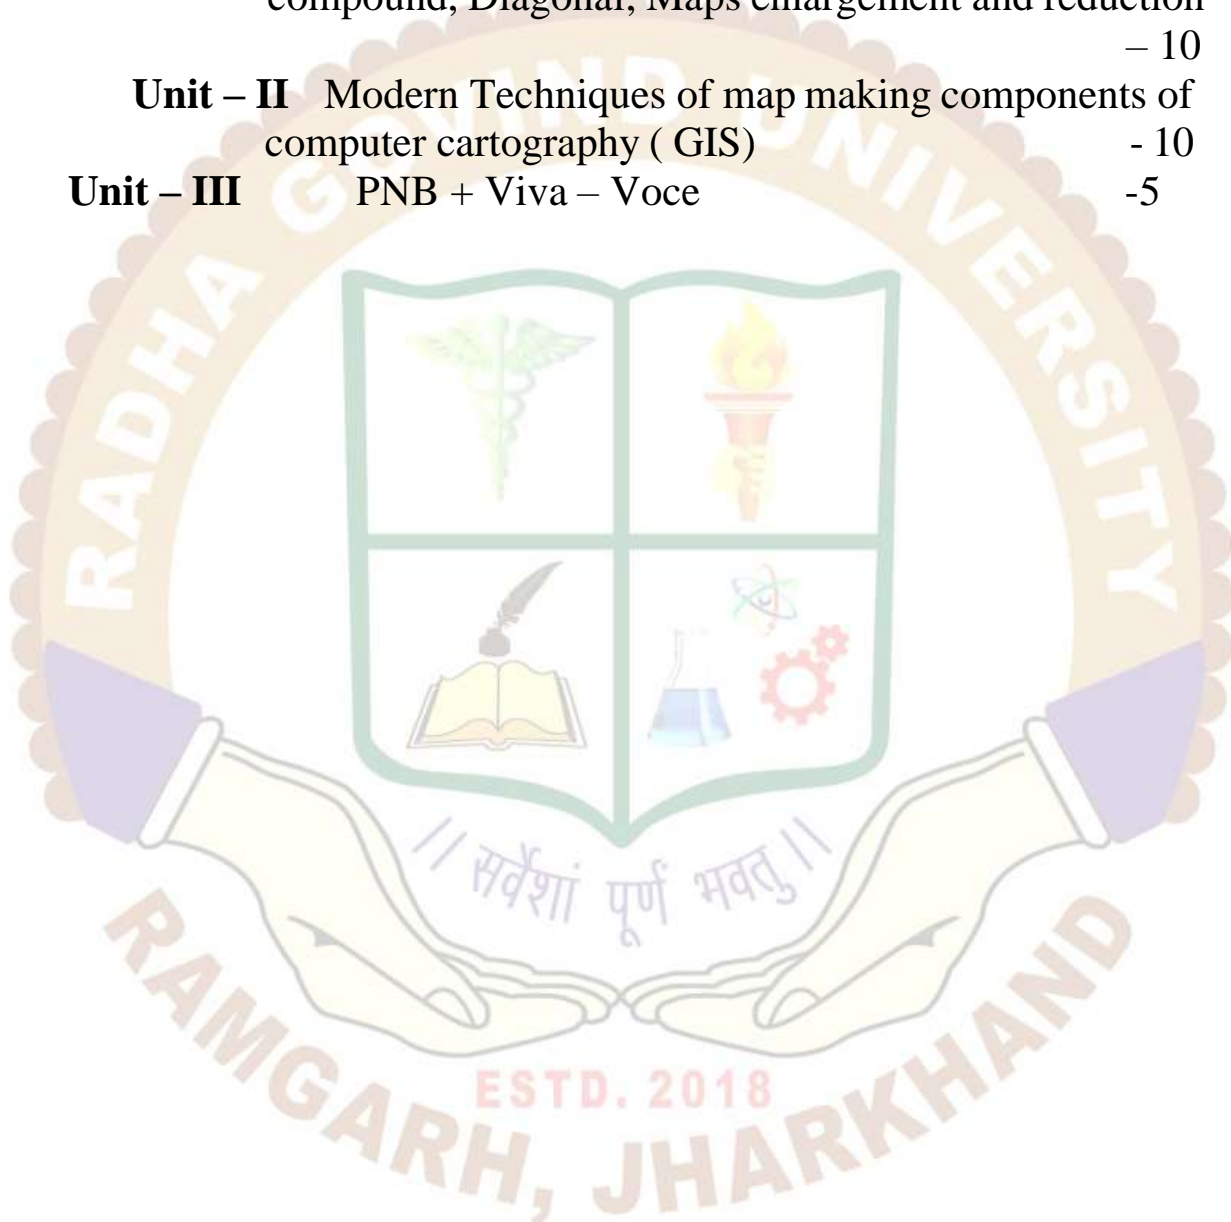 compound, Diagonal, Maps enlargement and reduction
– 10
Unit – II Modern Techniques of map making components of
computer cartography ( GIS) - 10
Unit – III PNB + Viva – Voce -5
RADHA GOVIND UNIVERSITY
// सर्वेशां पूर्ण भवतु //
ESTD. 2018
RAMGARH, JHARKHAND